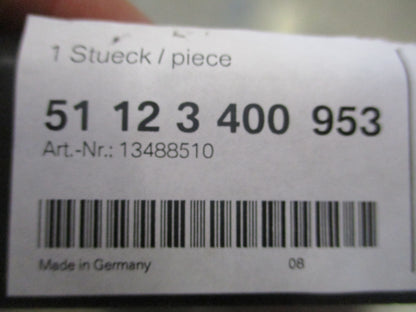 1 Stueck / piece
51 12 3 400 953
Art.-Nr.: 13488510
Made in Germany 08